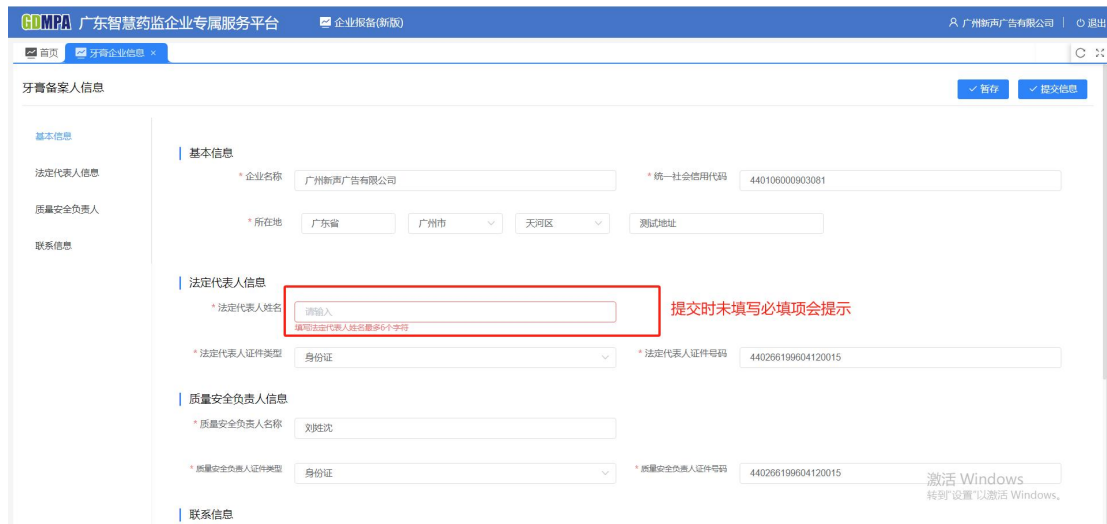 GDMPA 广东智慧药监企业专属服务平台 企业报备(新版) 广州新声广告有限公司 退出
首页 牙膏企业信息 ×
牙膏备案人信息 暂存 提交信息
基本信息
法定代表人信息
质量安全负责人
联系信息
基本信息
* 企业名称 广州新声广告有限公司 * 统一社会信用代码 440106000903081
* 所在地 广东省 广州市 天河区 测试地址
法定代表人信息
* 法定代表人姓名 请输入 提交时未填写必填项会提示
填写法定代表人姓名最多6个字符
* 法定代表人证件类型 身份证 * 法定代表人证件号码 440266199604120015
质量安全负责人信息
* 质量安全负责人名称 刘姓沈
* 质量安全负责人证件类型 身份证 * 质量安全负责人证件号码 440266199604120015
激活 Windows
转到"设置"以激活 Windows。
联系信息